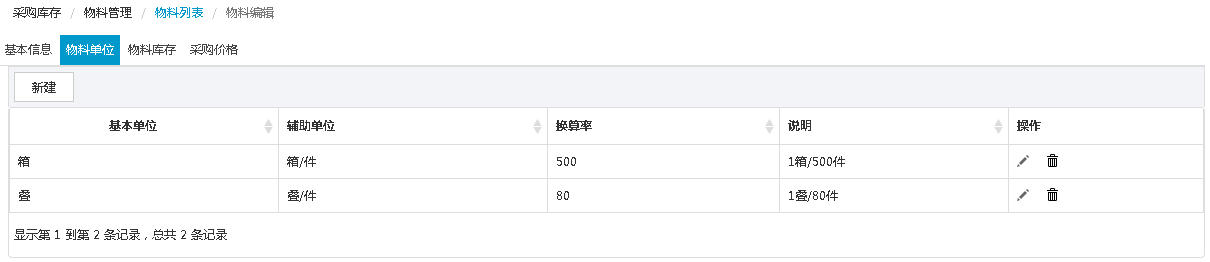 采购库存 / 物料管理 / 物料列表 / 物料编辑
基本信息 物料单位 物料库存 采购价格
新建
基本单位 辅助单位 换算率 说明 操作
箱 箱/件 500 1箱/500件
叠 叠/件 80 1叠/80件
显示第 1 到第 2 条记录，总共 2 条记录